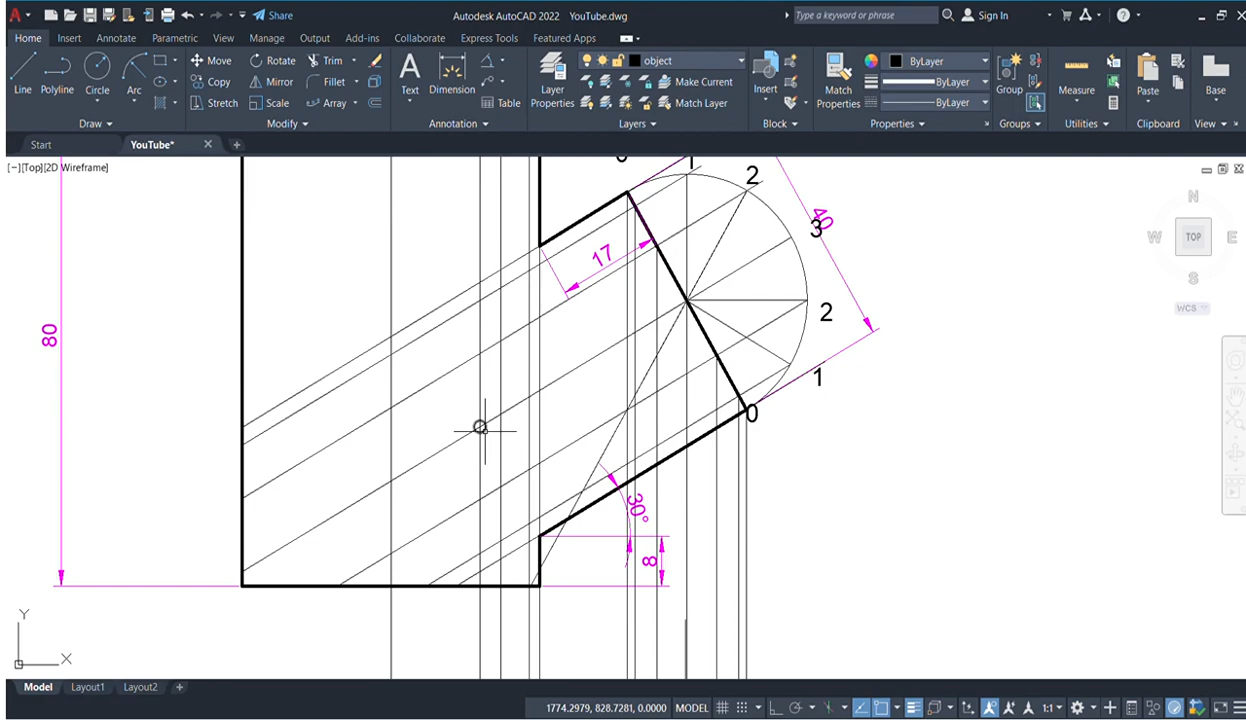 Share
Autodesk AutoCAD 2022 YouTube.dwg
Type a keyword or phrase
Sign In
Home Insert Annotate Parametric View Manage Output Add-ins Collaborate Express Tools Featured Apps
Line Polyline Circle Arc
Move Rotate Trim
Copy Mirror Fillet
Stretch Scale Array
Text Dimension
Table
Layer
Properties
object
Make Current
Match Layer
Insert
Match
Properties
ByLayer
ByLayer
ByLayer
Group
Measure
Paste
Base
Draw Modify Annotation Layers Block Properties Groups Utilities Clipboard View
Start YouTube*
[−][Top][2D Wireframe]
N
W TOP E
S
WCS
1
2
40
3
17
2
80
1
0
30°
8
Y
X
Model Layout1 Layout2
1774.2979, 828.7281, 0.0000 MODEL
1:1